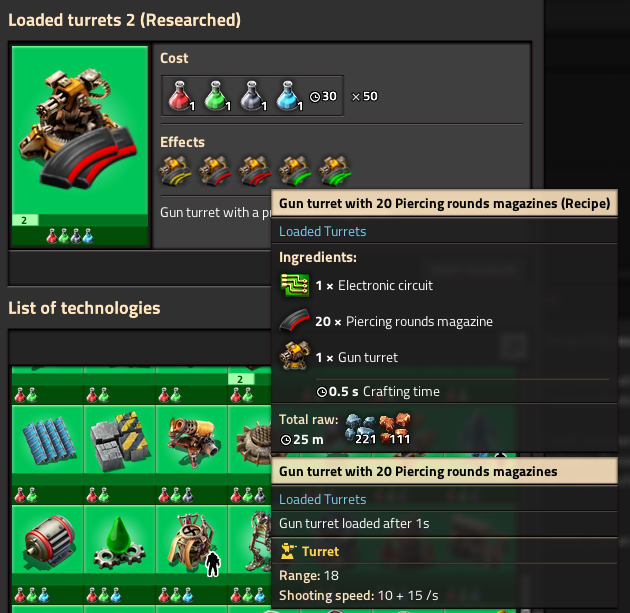 Loaded turrets 2 (Researched)
Cost
1 1 1 1 30 × 50
Effects
2
Gun turret with a p
Gun turret with 20 Piercing rounds magazines (Recipe)
Loaded Turrets
Ingredients:
1 × Electronic circuit
20 × Piercing rounds magazine
1 × Gun turret
0.5 s Crafting time
Total raw:
25 m 221 111
List of technologies
2
Gun turret with 20 Piercing rounds magazines
Loaded Turrets
Gun turret loaded after 1s
Turret
Range: 18
Shooting speed: 10 + 15 /s